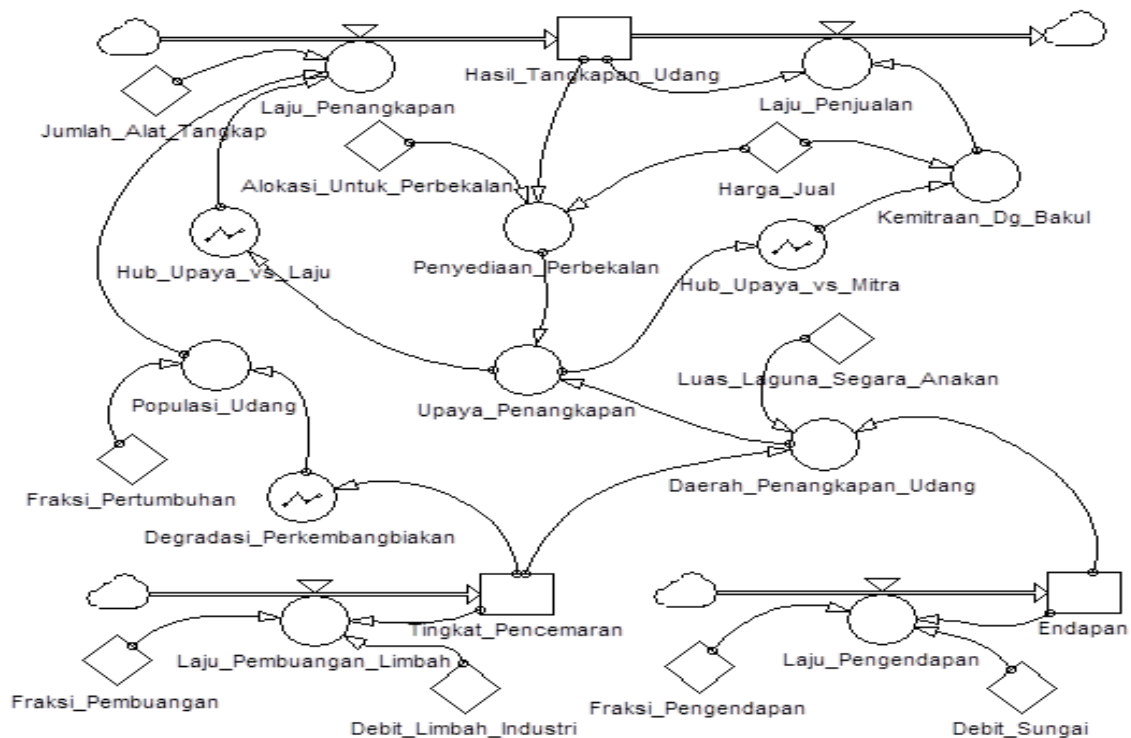 Hasil_Tangkapan_Udang
Laju_Penangkapan
Laju_Penjualan
Jumlah_Alat_Tangkap
Alokasi_Untuk_Perbekalan
Harga_Jual
Kemitraan_Dg_Bakul
Hub_Upaya_vs_Laju
Penyediaan_Perbekalan
Hub_Upaya_vs_Mitra
Luas_Laguna_Segara_Anakan
Populasi_Udang
Upaya_Penangkapan
Fraksi_Pertumbuhan
Daerah_Penangkapan_Udang
Degradasi_Perkembangbiakan
Tingkat_Pencemaran
Endapan
Laju_Pembuangan_Limbah
Laju_Pengendapan
Fraksi_Pembuangan
Fraksi_Pengendapan
Debit_Limbah_Industri
Debit_Sungai